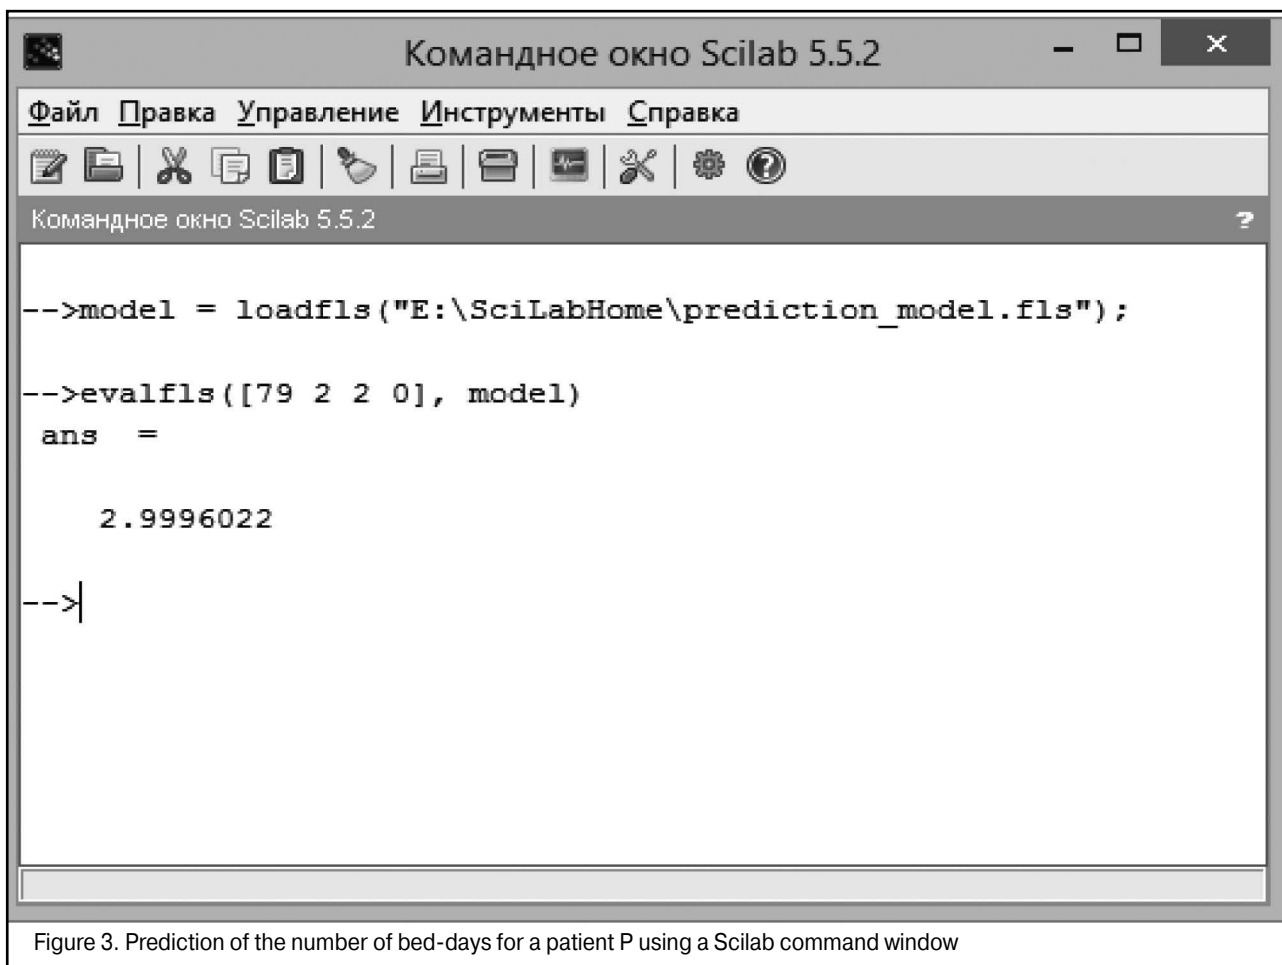 Командное окно Scilab 5.5.2
Файл Правка Управление Инструменты Справка
Командное окно Scilab 5.5.2 ?
-->model = loadfls("E:\SciLabHome\prediction_model.fls");
-->evalfls([79 2 2 0], model)
ans =
2.9996022
-->
Figure 3. Prediction of the number of bed-days for a patient P using a Scilab command window